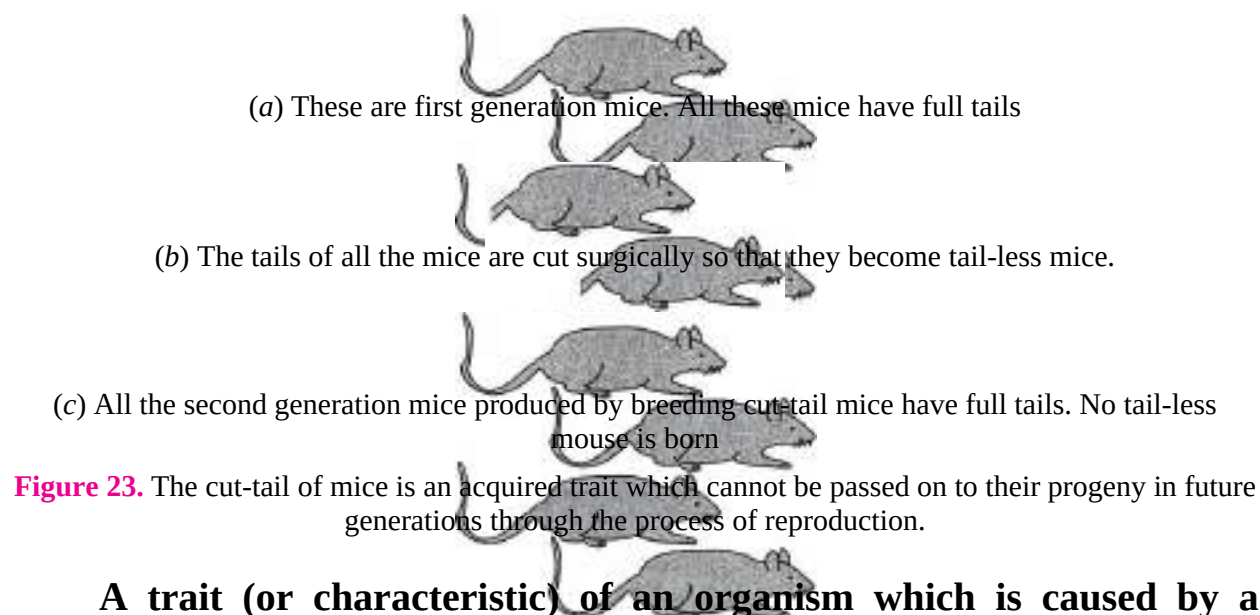 (a) These are first generation mice. All these mice have full tails
(b) The tails of all the mice are cut surgically so that they become tail-less mice.
(c) All the second generation mice produced by breeding cut-tail mice have full tails. No tail-less
mouse is born
Figure 23. The cut-tail of mice is an acquired trait which cannot be passed on to their progeny in future
generations through the process of reproduction.
A trait (or characteristic) of an organism which is caused by a